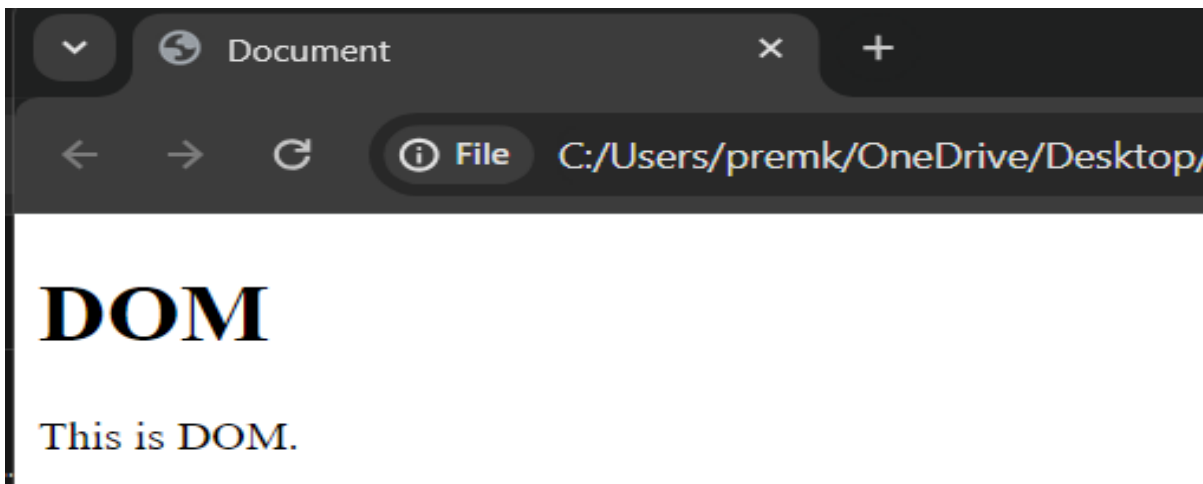 Document
File C:/Users/premk/OneDrive/Desktop/
DOM
This is DOM.